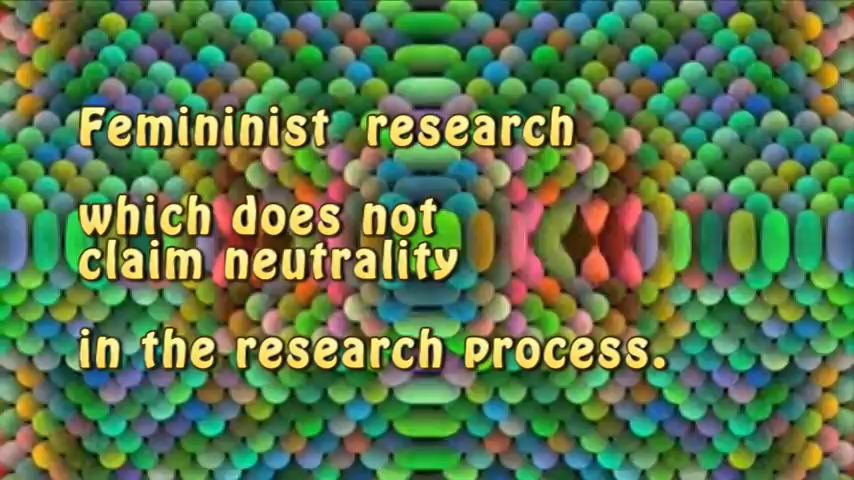 Femininist research
which does not
claim neutrality
in the research process.